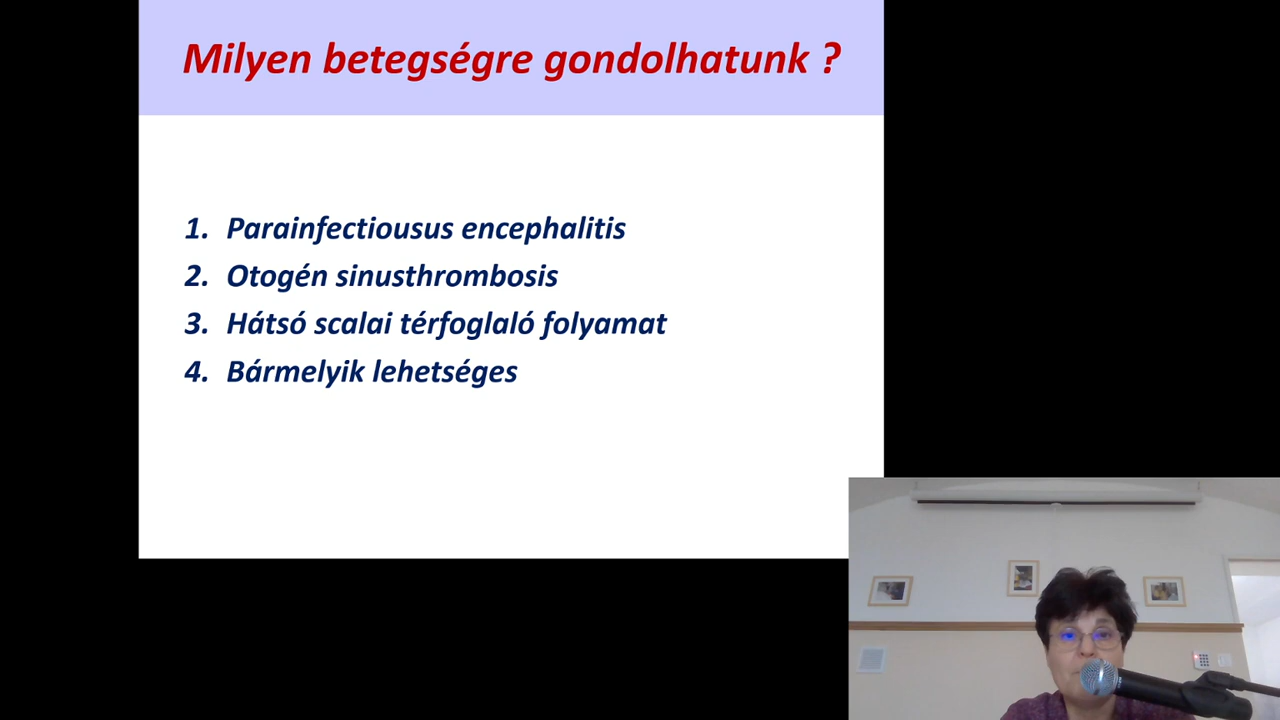 Milyen betegségre gondolhatunk ?
1. Parainfectiousus encephalitis
2. Otogén sinusthrombosis
3. Hátsó scalai térfoglaló folyamat
4. Bármelyik lehetséges